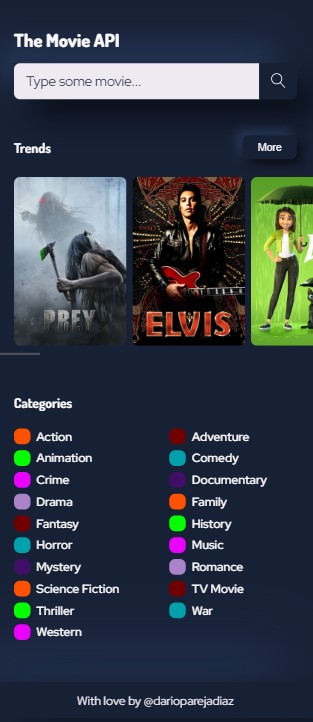 The Movie API
Type some movie...
Trends
More
PREY
ELVIS
Categories
Action
Adventure
Animation
Comedy
Crime
Documentary
Drama
Family
Fantasy
History
Horror
Music
Mystery
Romance
Science Fiction
TV Movie
Thriller
War
Western
With love by @darioparejadiaz